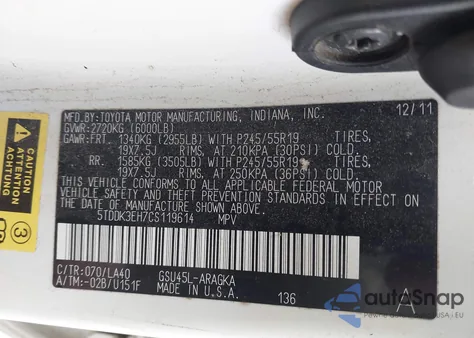 MFD.BY:TOYOTA MOTOR MANUFACTURING, INDIANA, INC. 12/11
GVWR:2720KG (6000LB)
GAWR:FRT. 1340KG (2955LB) WITH P245/55R19 TIRES,
19X7.5J RIMS, AT 210KPA (30PSI) COLD.
RR. 1585KG (3505LB) WITH P245/55R19 TIRES,
19X7.5J RIMS, AT 250KPA (36PSI) COLD.
THIS VEHICLE CONFORMS TO ALL APPLICABLE FEDERAL MOTOR
VEHICLE SAFETY AND THEFT PREVENTION STANDARDS IN
EFFECT ON THE DATE OF MANUFACTURE SHOWN ABOVE.
5TDDK3EH7CS119614 MPV
C/TR:070/LA40 GSU45L-ARAGKA
A/TM:-02B/U151F MADE IN U.S.A. 136 A
3
autoSnap